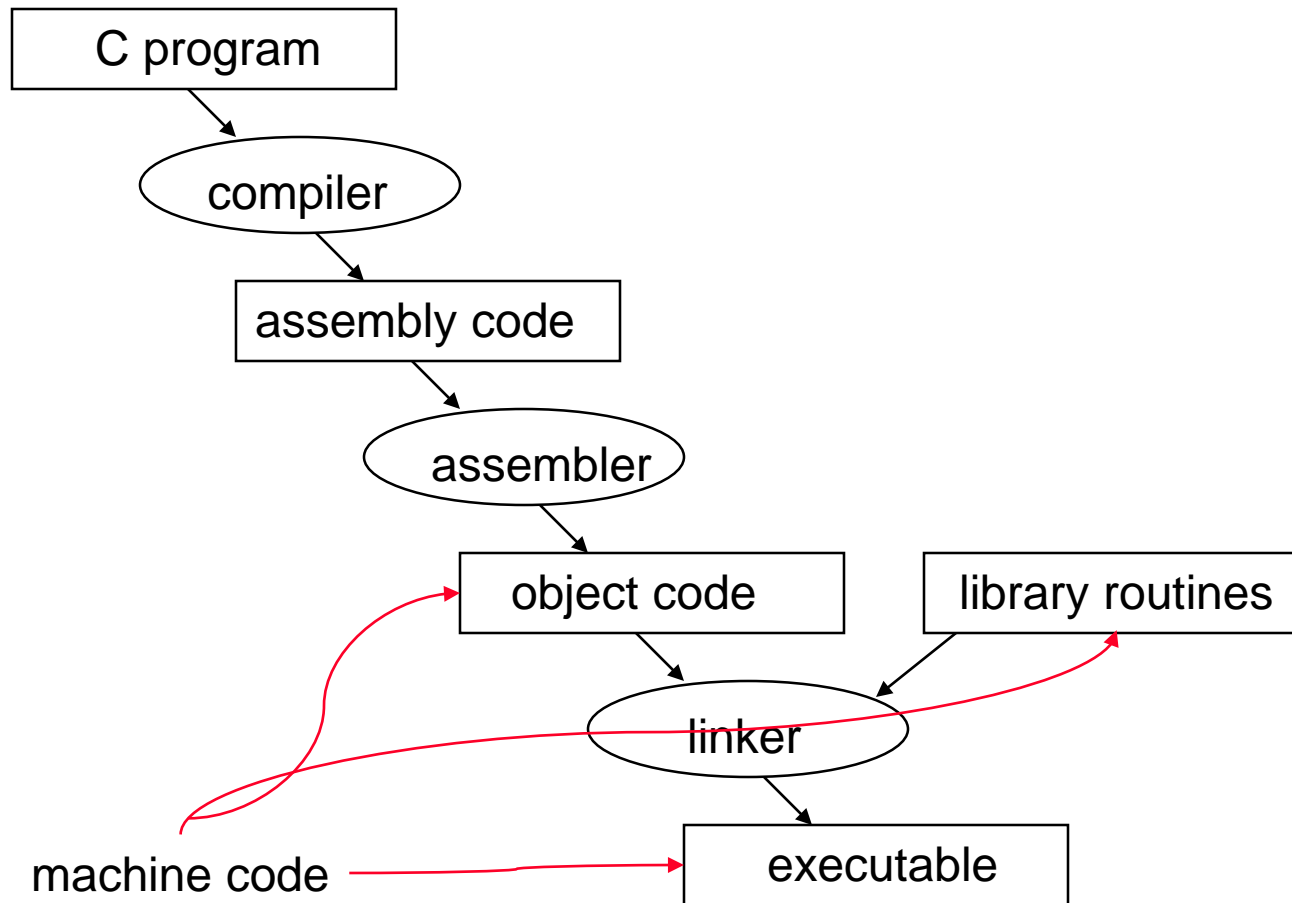 C program
compiler
assembly code
assembler
object code
library routines
linker
machine code
executable